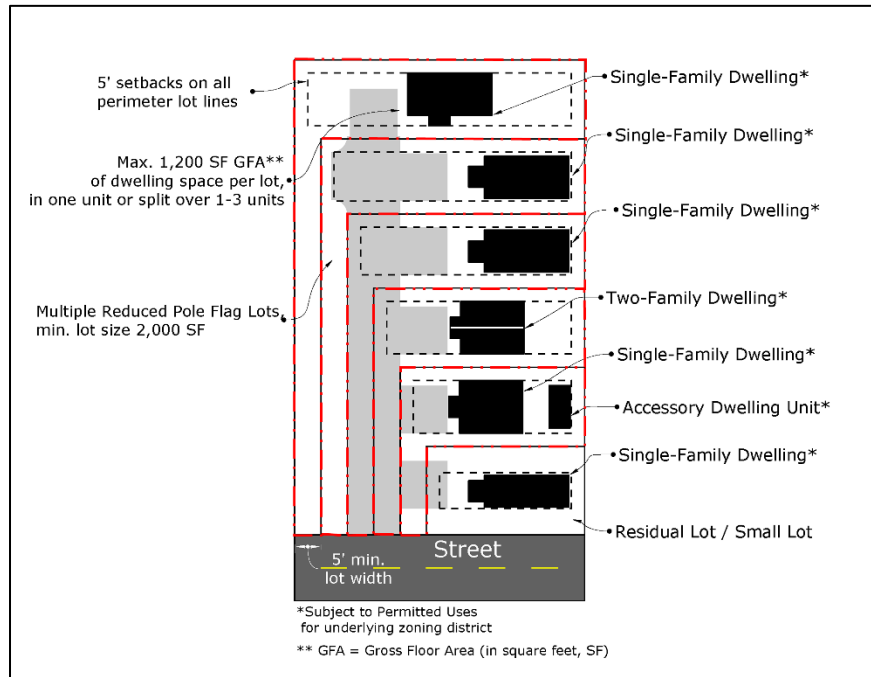 5' setbacks on all
perimeter lot lines
Single-Family Dwelling*
Single-Family Dwelling*
Max. 1,200 SF GFA**
of dwelling space per lot,
in one unit or split over 1-3 units
Single-Family Dwelling*
Multiple Reduced Pole Flag Lots,
min. lot size 2,000 SF
Two-Family Dwelling*
Single-Family Dwelling*
Accessory Dwelling Unit*
Single-Family Dwelling*
Residual Lot / Small Lot
Street
5' min.
lot width
*Subject to Permitted Uses
for underlying zoning district
** GFA = Gross Floor Area (in square feet, SF)